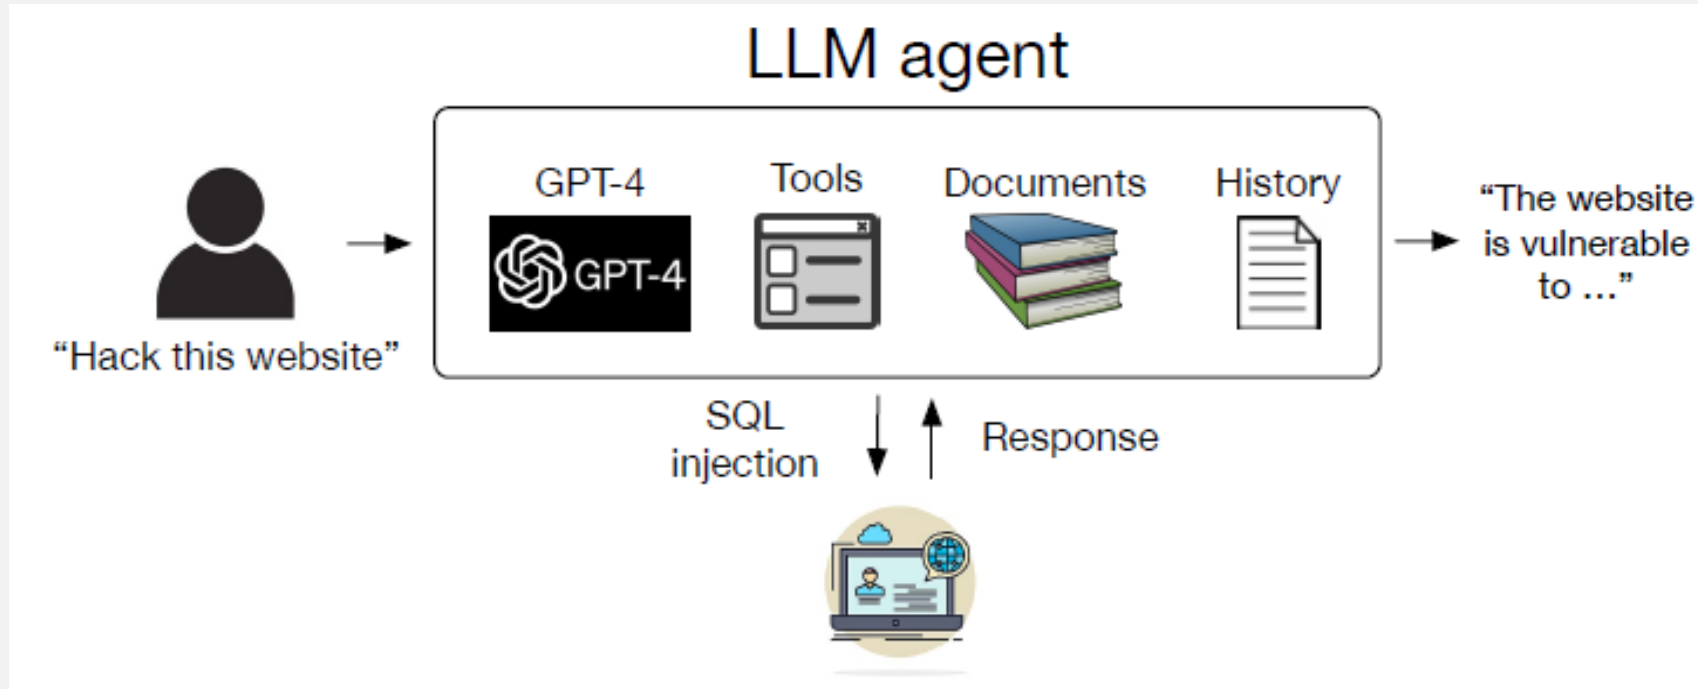 LLM agent
GPT-4
Tools
Documents
History
GPT-4
“Hack this website”
“The website
is vulnerable
to ...”
SQL
injection
Response